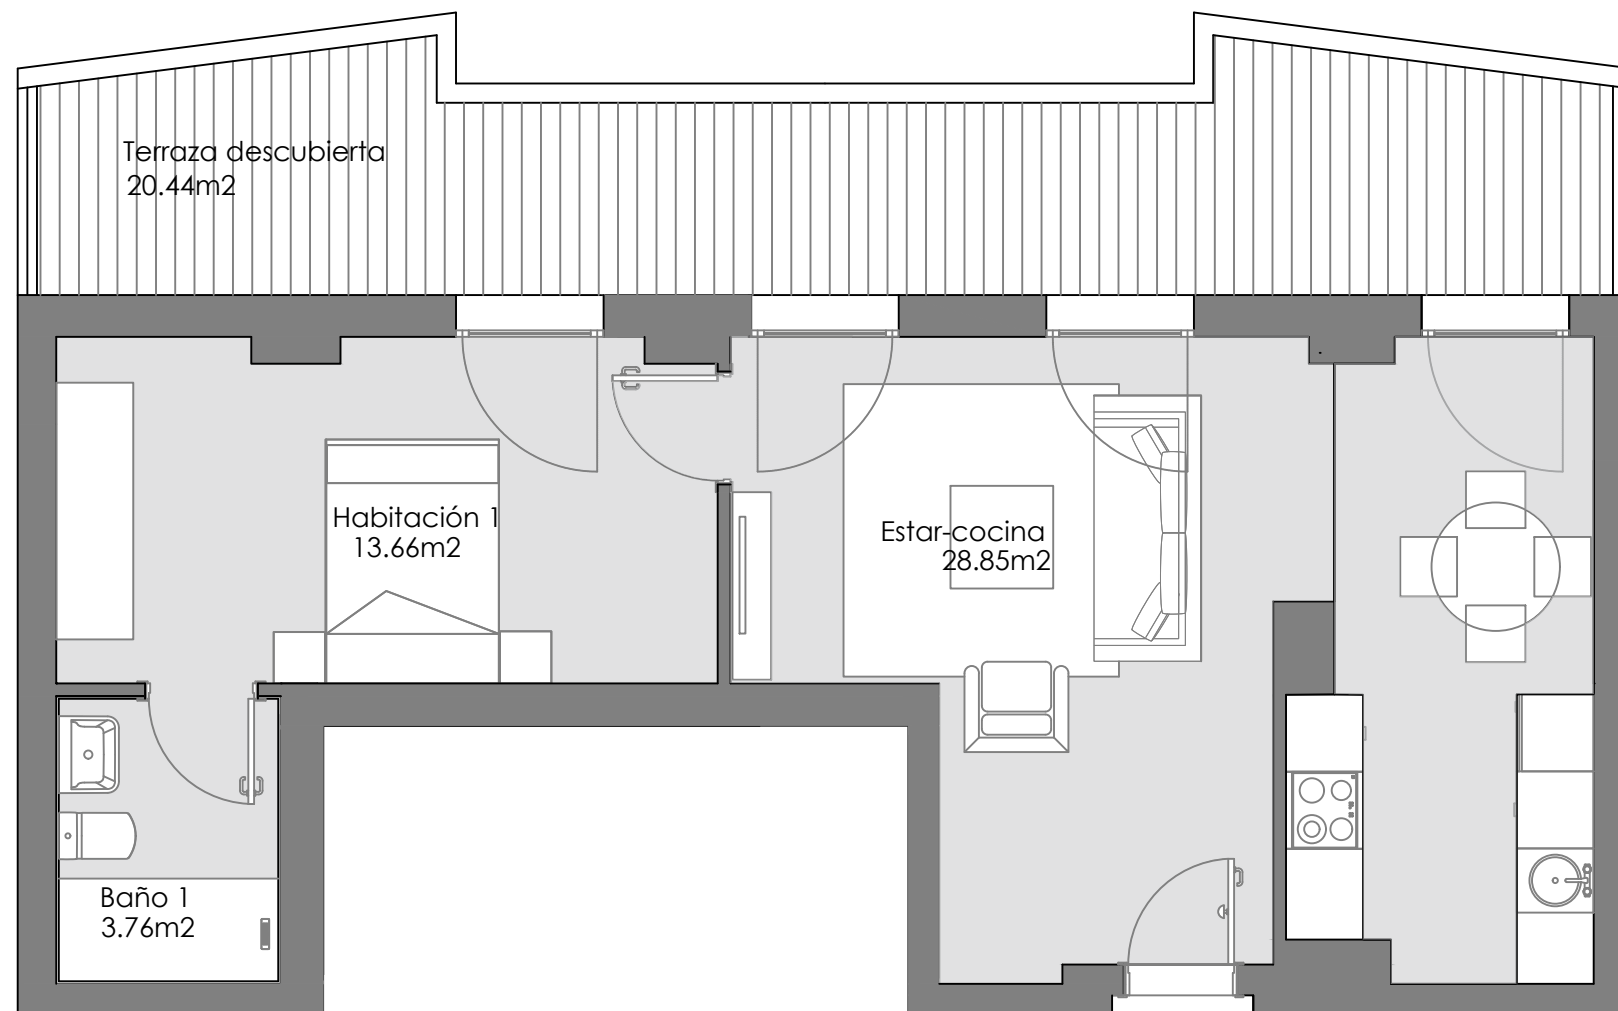 Terraza descubierta
20.44m2
Habitación 1
13.66m2
Estar-cocina
28.85m2
Baño 1
3.76m2